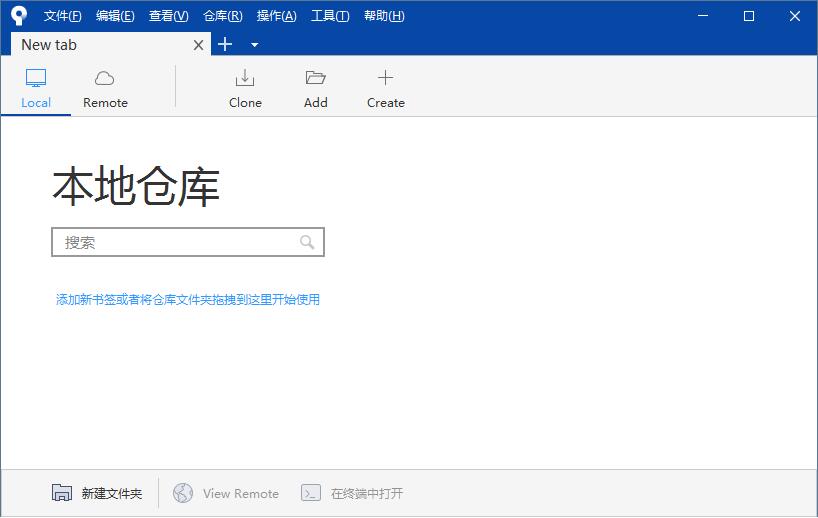 文件(F) 编辑(E) 查看(V) 仓库(R) 操作(A) 工具(T) 帮助(H)
New tab
Local Remote Clone Add Create
本地仓库
搜索
添加新书签或者将仓库文件夹拖拽到这里开始使用
新建文件夹 View Remote 在终端中打开